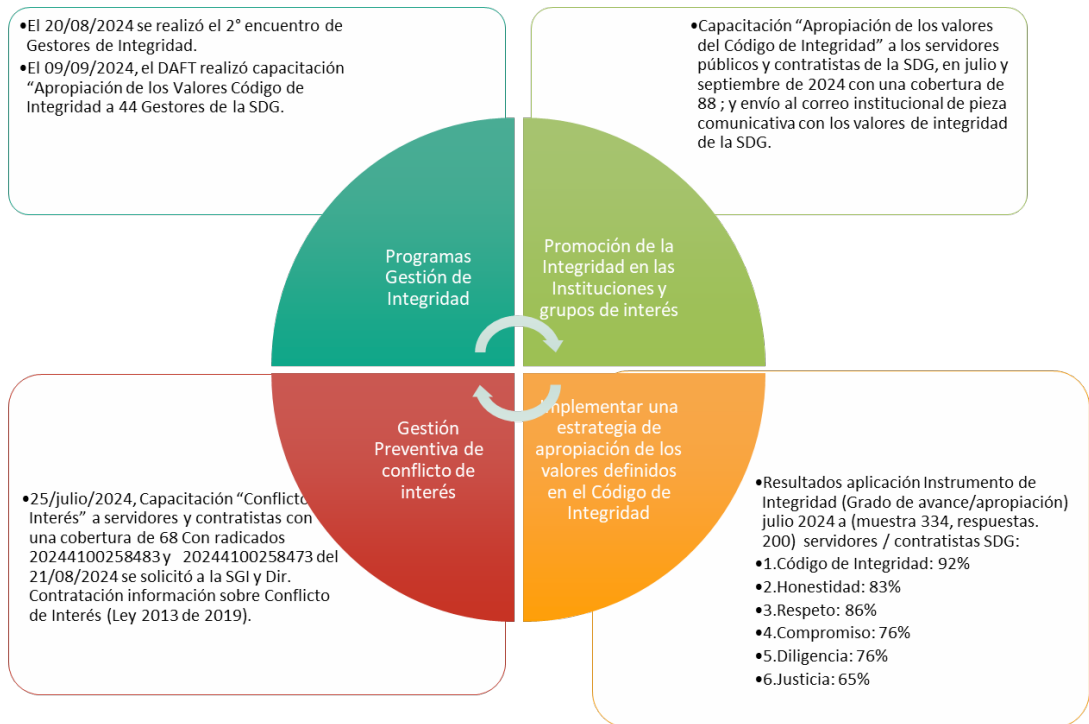 •El 20/08/2024 se realizó el 2° encuentro de
Gestores de Integridad.
•El 09/09/2024, el DAFT realizó capacitación
“Apropiación de los Valores Código de
Integridad a 44 Gestores de la SDG.
•Capacitación “Apropiación de los valores
del Código de Integridad” a los servidores
públicos y contratistas de la SDG, en julio y
septiembre de 2024 con una cobertura de
88 ; y envío al correo institucional de pieza
comunicativa con los valores de integridad
de la SDG.
Programas
Gestión de
Integridad
Promoción de la
Integridad en las
Instituciones y
grupos de interés
Gestión
Preventiva de
conflicto de
interés
Implementar una
estrategia de
apropiación de los
valores definidos
en el Código de
Integridad
•25/julio/2024, Capacitación “Conflicto
Interés” a servidores y contratistas con
una cobertura de 68 Con radicados
20244100258483 y 20244100258473 del
21/08/2024 se solicitó a la SGI y Dir.
Contratación información sobre Conflicto
de Interés (Ley 2013 de 2019).
•Resultados aplicación Instrumento de
Integridad (Grado de avance/apropiación)
julio 2024 a (muestra 334, respuestas.
200) servidores / contratistas SDG:
•1.Código de Integridad: 92%
•2.Honestidad: 83%
•3.Respeto: 86%
•4.Compromiso: 76%
•5.Diligencia: 76%
•6.Justicia: 65%